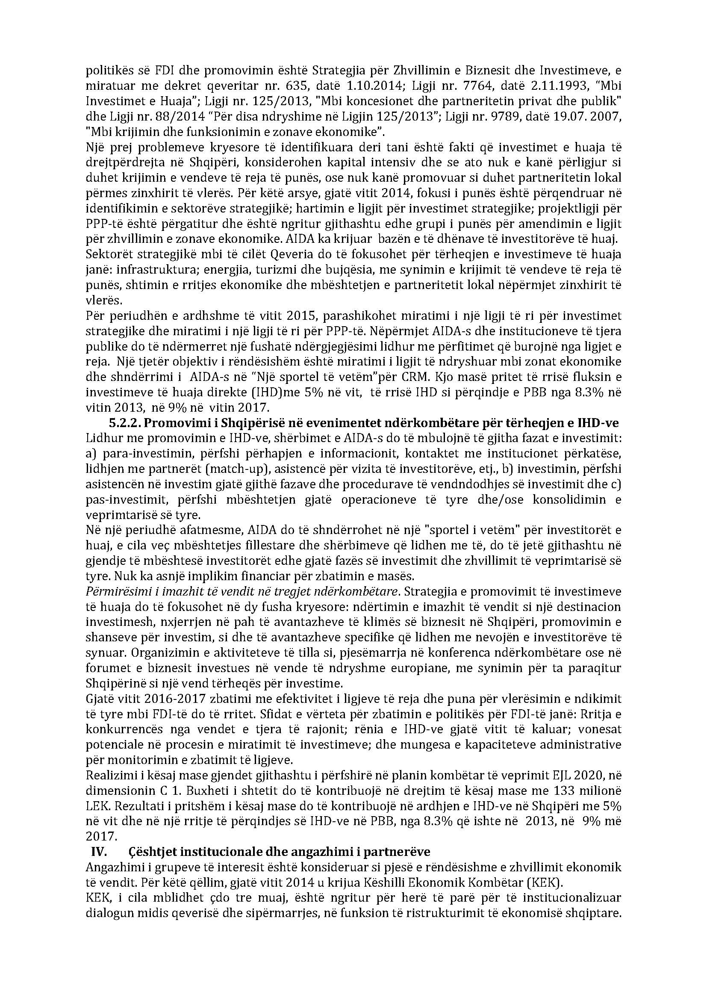 politikës së FDI dhe promovimin është Strategjia për Zhvillimin e Biznesit dhe Investimeve, e
miratuar me dekret qeveritar nr. 635, datë 1.10.2014; Ligji nr. 7764, datë 2.11.1993, “Mbi
Investimet e Huaja”; Ligji nr. 125/2013, "Mbi koncesionet dhe partneritetin privat dhe publik"
dhe Ligji nr. 88/2014 “Për disa ndryshime në Ligjin 125/2013”; Ligji nr. 9789, datë 19.07. 2007,
"Mbi krijimin dhe funksionimin e zonave ekonomike”.
Një prej problemeve kryesore të identifikuara deri tani është fakti që investimet e huaja të
drejtpërdrejta në Shqipëri, konsiderohen kapital intensiv dhe se ato nuk e kanë përligjur si
duhet krijimin e vendeve të reja të punës, ose nuk kanë promovuar si duhet partneritetin lokal
përmes zinxhirit të vlerës. Për këtë arsye, gjatë vitit 2014, fokusi i punës është përqendruar në
identifikimin e sektorëve strategjikë; hartimin e ligjit për investimet strategjike; projektligji për
PPP-të është përgatitur dhe është ngritur gjithashtu edhe grupi i punës për amendimin e ligjit
për zhvillimin e zonave ekonomike. AIDA ka krijuar  bazën e të dhënave të investitorëve të huaj.
Sektorët strategjikë mbi të cilët Qeveria do të fokusohet për tërheqjen e investimeve të huaja
janë: infrastruktura; energjia, turizmi dhe bujqësia, me synimin e krijimit të vendeve të reja të
punës, shtimin e rritjes ekonomike dhe mbështetjen e partneritetit lokal nëpërmjet zinxhirit të
vlerës.
Për periudhën e ardhshme të vitit 2015, parashikohet miratimi i një ligji të ri për investimet
strategjike dhe miratimi i një ligji të ri për PPP-të. Nëpërmjet AIDA-s dhe institucioneve të tjera
publike do të ndërmerret një fushatë ndërgjegjësimi lidhur me përfitimet që burojnë nga ligjet e
reja.  Një tjetër objektiv i rëndësishëm është miratimi i ligjit të ndryshuar mbi zonat ekonomike
dhe shndërrimi i  AIDA-s në “Një sportel të vetëm”për CRM. Kjo masë pritet të rrisë fluksin e
investimeve të huaja direkte (IHD)me 5% në vit,  të rrisë IHD si përqindje e PBB nga 8.3% në
vitin 2013,  në 9% në  vitin 2017.
5.2.2. Promovimi i Shqipërisë në evenimentet ndërkombëtare për tërheqjen e IHD-ve
Lidhur me promovimin e IHD-ve, shërbimet e AIDA-s do të mbulojnë të gjitha fazat e investimit:
a) para-investimin, përfshi përhapjen e informacionit, kontaktet me institucionet përkatëse,
lidhjen me partnerët (match-up), asistencë për vizita të investitorëve, etj., b) investimin, përfshi
asistencën në investim gjatë gjithë fazave dhe procedurave të vendndodhjes së investimit dhe c)
pas-investimit, përfshi mbështetjen gjatë operacioneve të tyre dhe/ose konsolidimin e
veprimtarisë së tyre.
Në një periudhë afatmesme, AIDA do të shndërrohet në një "sportel i vetëm" për investitorët e
huaj, e cila veç mbështetjes fillestare dhe shërbimeve që lidhen me të, do të jetë gjithashtu në
gjendje të mbështesë investitorët edhe gjatë fazës së investimit dhe zhvillimit të veprimtarisë së
tyre. Nuk ka asnjë implikim financiar për zbatimin e masës.
Përmirësimi i imazhit të vendit në tregjet ndërkombëtare. Strategjia e promovimit të investimeve
të huaja do të fokusohet në dy fusha kryesore: ndërtimin e imazhit të vendit si një destinacion
investimesh, nxjerrjen në pah të avantazheve të klimës së biznesit në Shqipëri, promovimin e
shanseve për investim, si dhe të avantazheve specifike që lidhen me nevojën e investitorëve të
synuar. Organizimin e aktiviteteve të tilla si, pjesëmarrja në konferenca ndërkombëtare ose në
forumet e biznesit investues në vende të ndryshme europiane, me synimin për ta paraqitur
Shqipërinë si një vend tërheqës për investime.
Gjatë vitit 2016-2017 zbatimi me efektivitet i ligjeve të reja dhe puna për vlerësimin e ndikimit
të tyre mbi FDI-të do të rritet. Sfidat e vërteta për zbatimin e politikës për FDI-të janë: Rritja e
konkurrencës nga vendet e tjera të rajonit; rënia e IHD-ve gjatë vitit të kaluar; vonesat
potenciale në procesin e miratimit të investimeve; dhe mungesa e kapaciteteve administrative
për monitorimin e zbatimit të ligjeve.
Realizimi i kësaj mase gjendet gjithashtu i përfshirë në planin kombëtar të veprimit EJL 2020, në
dimensionin C 1. Buxheti i shtetit do të kontribuojë në drejtim të kësaj mase me 133 milionë
LEK. Rezultati i pritshëm i kësaj mase do të kontribuojë në ardhjen e IHD-ve në Shqipëri me 5%
në vit dhe në një rritje të përqindjes së IHD-ve në PBB, nga 8.3% që ishte në  2013, në  9% më
2017.
IV. Çështjet institucionale dhe angazhimi i partnerëve
Angazhimi i grupeve të interesit është konsideruar si pjesë e rëndësishme e zhvillimit ekonomik
të vendit. Për këtë qëllim, gjatë vitit 2014 u krijua Këshilli Ekonomik Kombëtar (KEK).
KEK, i cila mblidhet çdo tre muaj, është ngritur për herë të parë për të institucionalizuar
dialogun midis qeverisë dhe sipërmarrjes, në funksion të ristrukturimit të ekonomisë shqiptare.